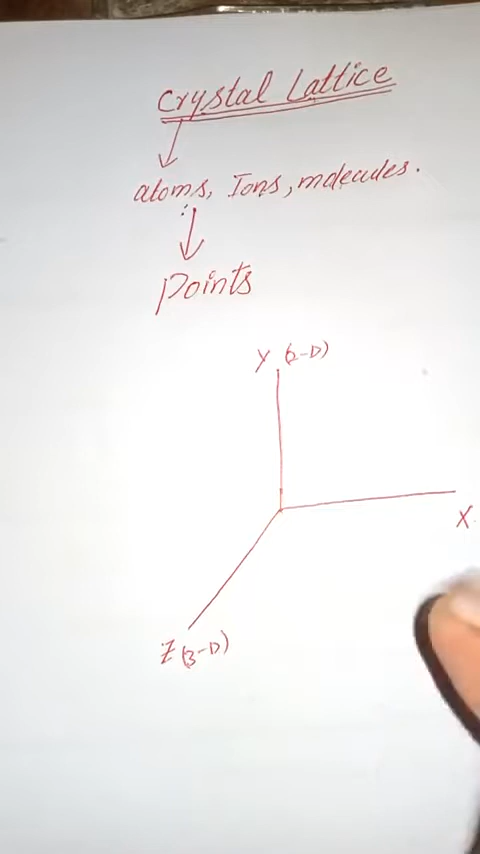 Crystal Lattice
atoms, Ions, molecules.
Points
Y (2-D)
X
Z (3-D)